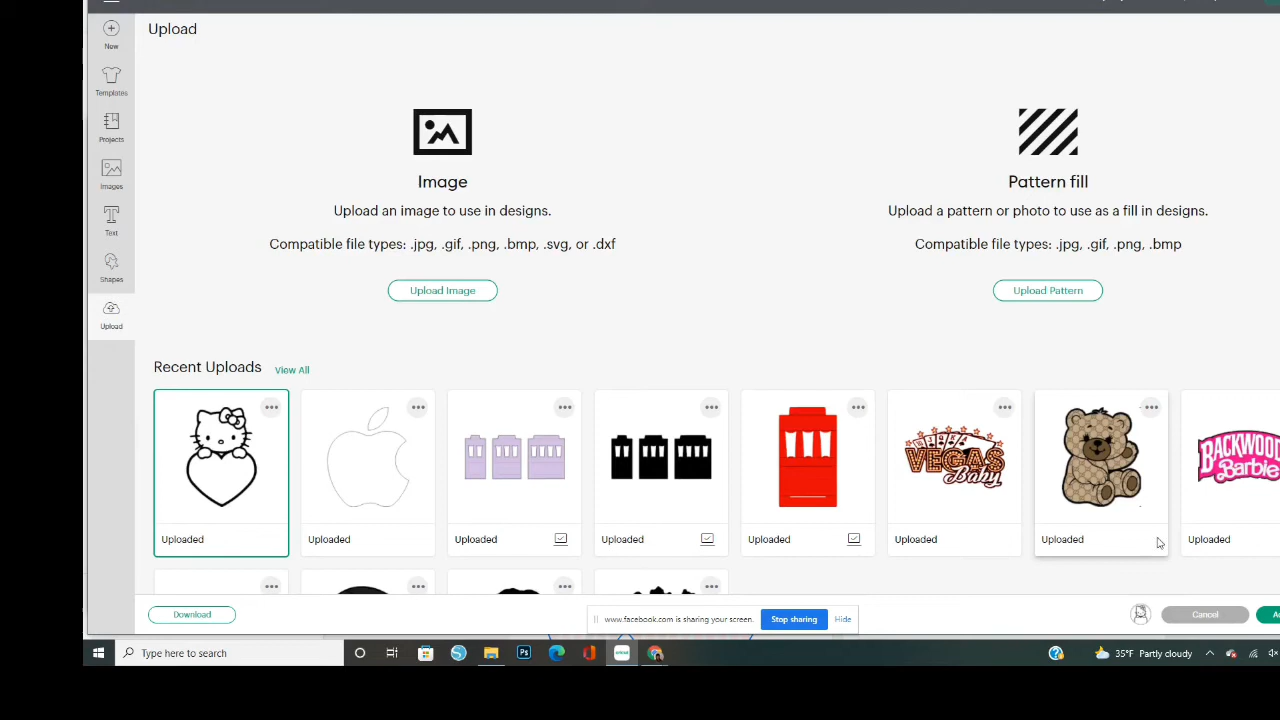 Upload
New
Templates
Projects
Images
Text
Shapes
Upload
Image
Upload an image to use in designs.
Compatible file types: .jpg, .gif, .png, .bmp, .svg, or .dxf
Upload Image
Pattern fill
Upload a pattern or photo to use as a fill in designs.
Compatible file types: .jpg, .gif, .png, .bmp
Upload Pattern
Recent Uploads View All
VEGAS
Baby
BACKWOOD
Barbie
Uploaded Uploaded Uploaded Uploaded Uploaded Uploaded Uploaded Uploaded
Download
www.facebook.com is sharing your screen. Stop sharing Hide
Cancel
Type here to search
Ps
35°F Partly cloudy